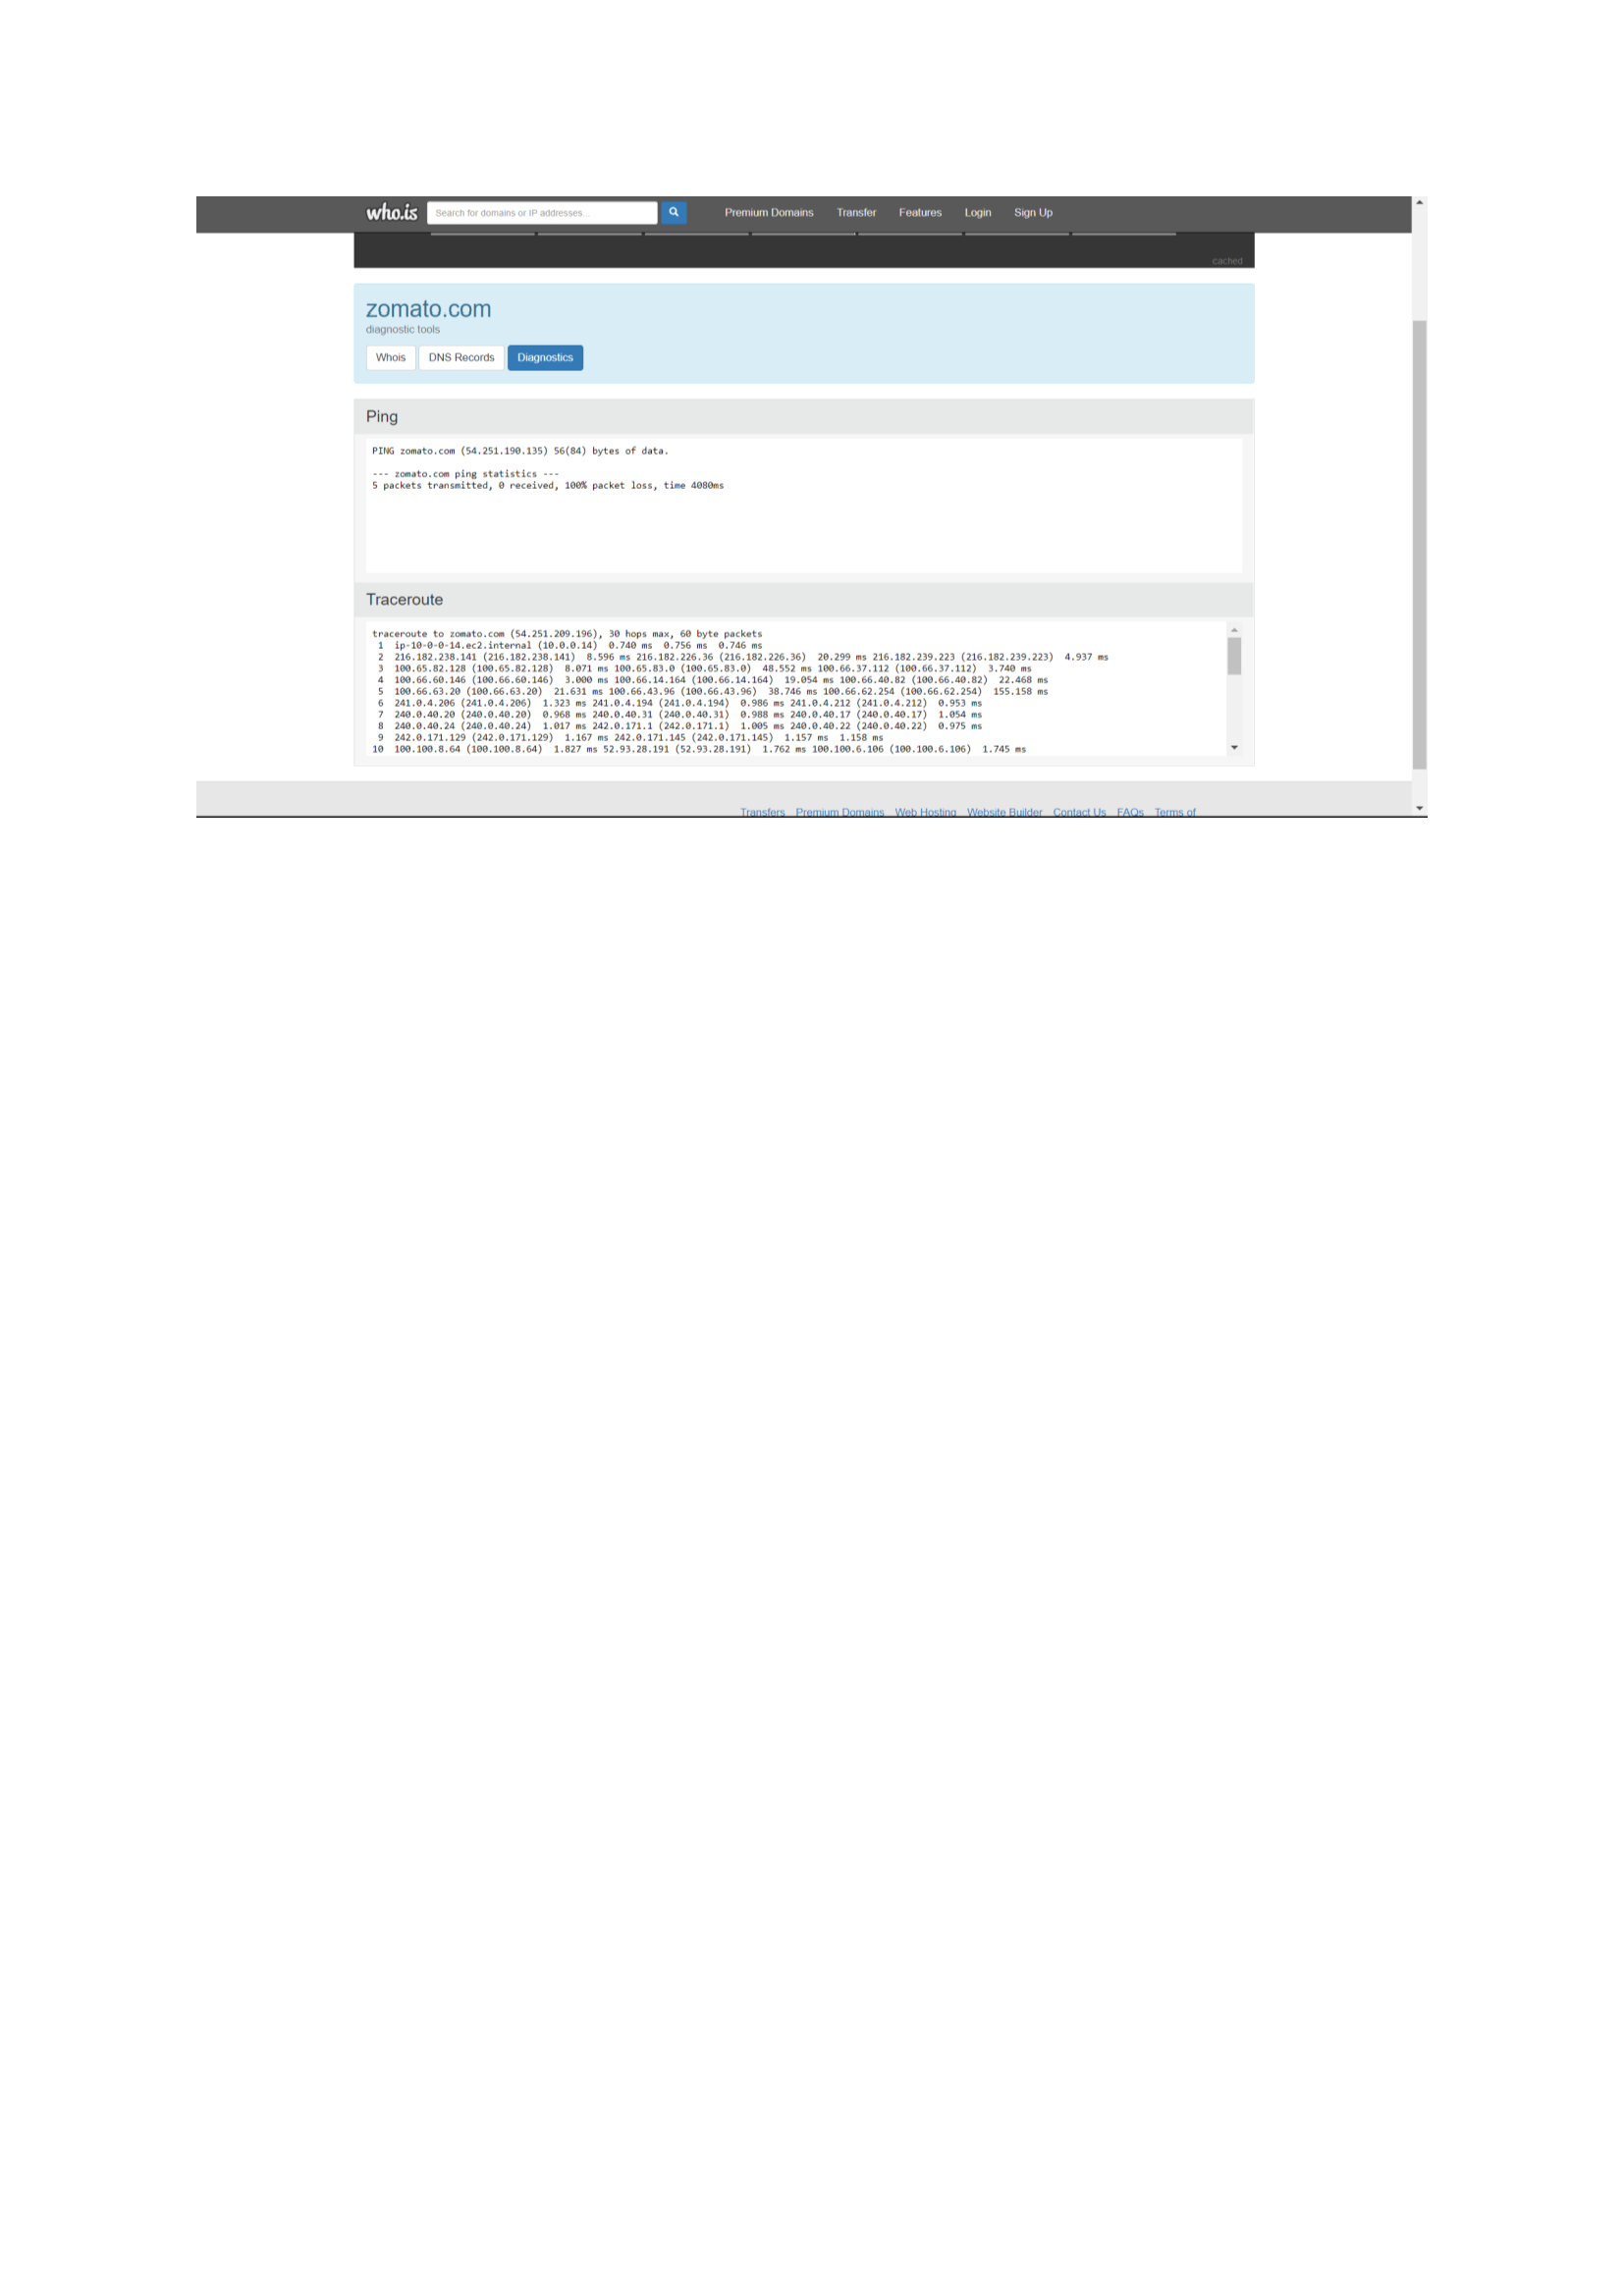 who.is Search for domains or IP addresses... Premium Domains Transfer Features Login Sign Up
cached
zomato.com
diagnostic tools
Whois DNS Records Diagnostics
Ping
PING zomato.com (54.251.190.135) 56(84) bytes of data.
--- zomato.com ping statistics ---
5 packets transmitted, 0 received, 100% packet loss, time 4080ms
Traceroute
traceroute to zomato.com (54.251.209.196), 30 hops max, 60 byte packets
1 ip-10-0-0-14.ec2.internal (10.0.0.14) 0.740 ms 0.756 ms 0.746 ms
2 216.182.238.141 (216.182.238.141) 8.596 ms 216.182.226.36 (216.182.226.36) 20.299 ms 216.182.239.223 (216.182.239.223) 4.937 ms
3 100.65.82.128 (100.65.82.128) 8.071 ms 100.65.83.0 (100.65.83.0) 48.552 ms 100.66.37.112 (100.66.37.112) 3.740 ms
4 100.66.60.146 (100.66.60.146) 3.000 ms 100.66.14.164 (100.66.14.164) 19.054 ms 100.66.40.82 (100.66.40.82) 22.468 ms
5 100.66.63.20 (100.66.63.20) 21.631 ms 100.66.43.96 (100.66.43.96) 38.746 ms 100.66.62.254 (100.66.62.254) 155.158 ms
6 241.0.4.206 (241.0.4.206) 1.323 ms 241.0.4.194 (241.0.4.194) 0.986 ms 241.0.4.212 (241.0.4.212) 0.953 ms
7 240.0.40.20 (240.0.40.20) 0.968 ms 240.0.40.31 (240.0.40.31) 0.988 ms 240.0.40.17 (240.0.40.17) 1.054 ms
8 240.0.40.24 (240.0.40.24) 1.017 ms 242.0.171.1 (242.0.171.1) 1.005 ms 240.0.40.22 (240.0.40.22) 0.975 ms
9 242.0.171.129 (242.0.171.129) 1.167 ms 242.0.171.145 (242.0.171.145) 1.157 ms 1.158 ms
10 100.100.8.64 (100.100.8.64) 1.827 ms 52.93.28.191 (52.93.28.191) 1.762 ms 100.100.6.106 (100.100.6.106) 1.745 ms
Transfers Premium Domains Web Hosting Website Builder Contact Us FAQs Terms of